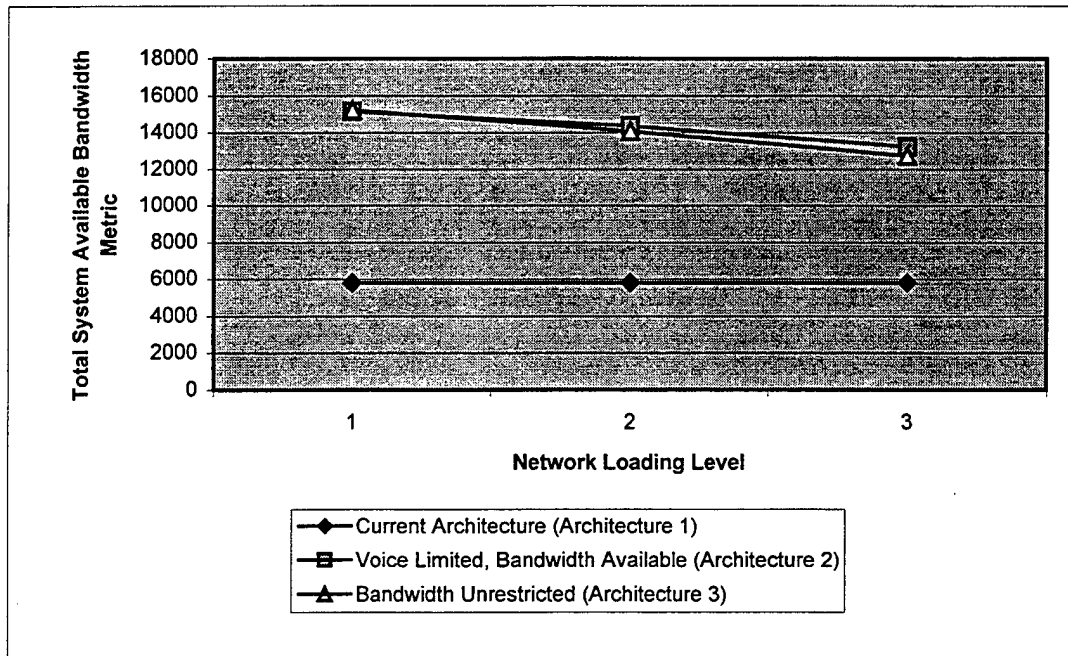 Total System Available Bandwidth
Metric
18000
16000
14000
12000
10000
8000
6000
4000
2000
0
1
2
3
Network Loading Level
Current Architecture (Architecture 1)
Voice Limited, Bandwidth Available (Architecture 2)
Bandwidth Unrestricted (Architecture 3)